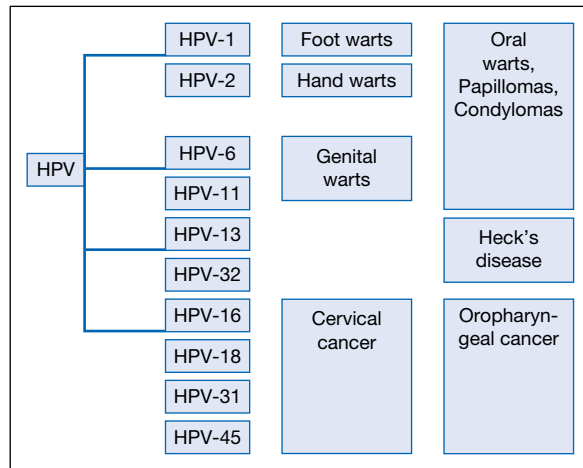 HPV
HPV-1
HPV-2
HPV-6
HPV-11
HPV-13
HPV-32
HPV-16
HPV-18
HPV-31
HPV-45
Foot warts
Hand warts
Genital
warts
Cervical
cancer
Oral
warts,
Papillomas,
Condylomas
Heck's
disease
Oropharyn-
geal cancer